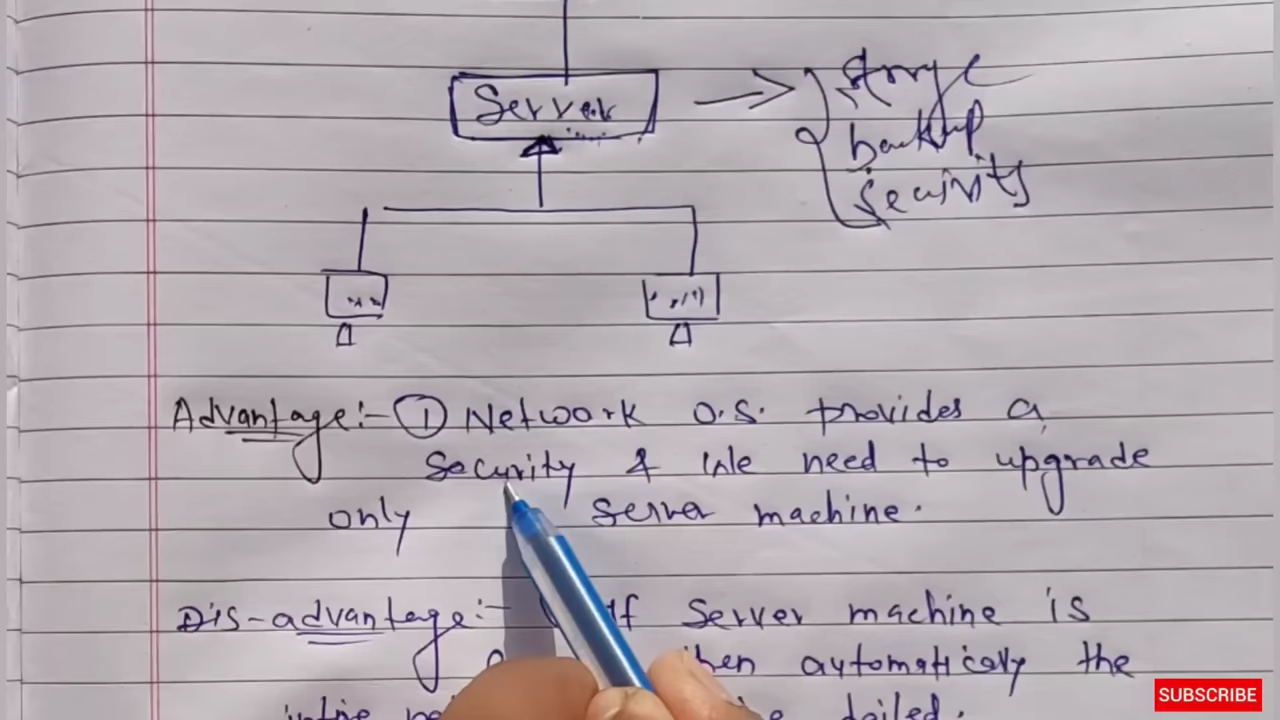 Server
storage
backup
security
Advantage:- ① Network O.S. provides a
security & We need to upgrade
only server machine.
Dis-advantage:- If server machine is
then automaticaly the
SUBSCRIBE